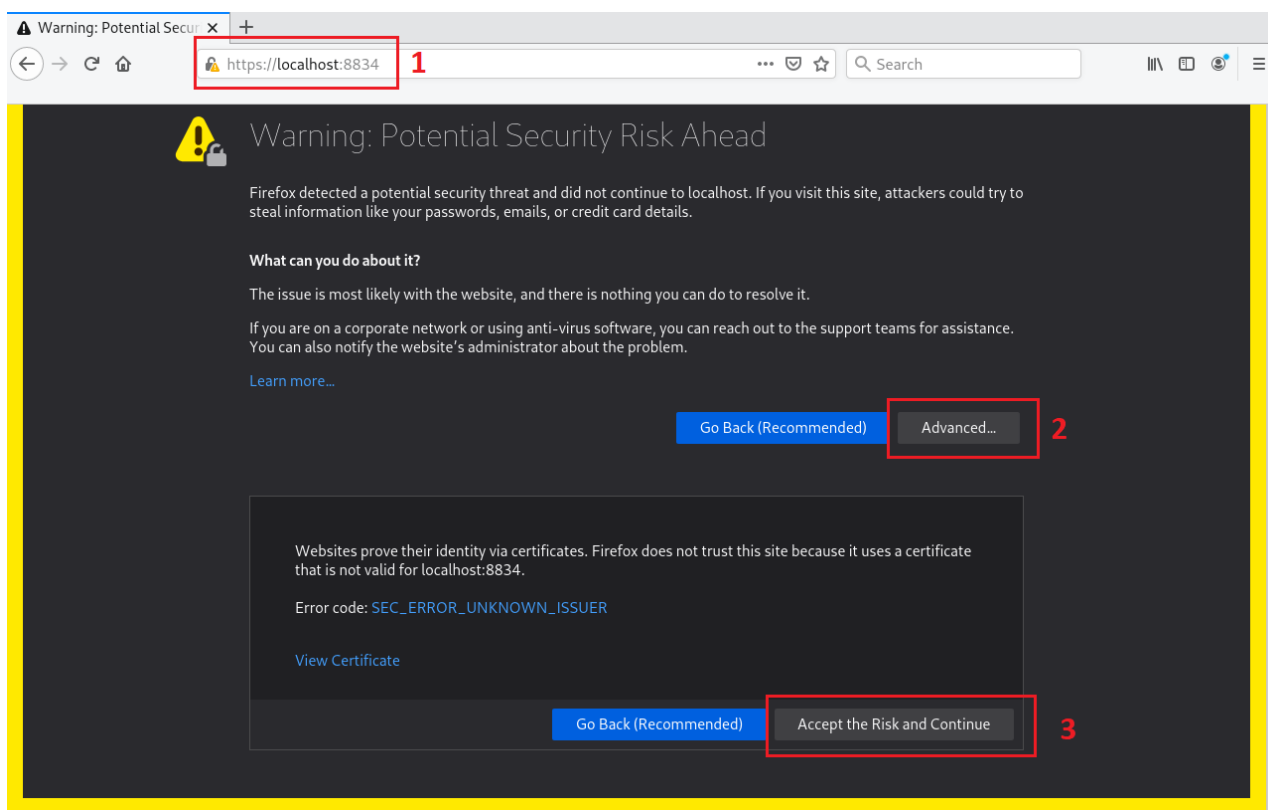 Warning: Potential Secur
https://localhost:8834
1
Search
Warning: Potential Security Risk Ahead
Firefox detected a potential security threat and did not continue to localhost. If you visit this site, attackers could try to
steal information like your passwords, emails, or credit card details.
What can you do about it?
The issue is most likely with the website, and there is nothing you can do to resolve it.
If you are on a corporate network or using anti-virus software, you can reach out to the support teams for assistance.
You can also notify the website's administrator about the problem.
Learn more...
Go Back (Recommended)
Advanced...
2
Websites prove their identity via certificates. Firefox does not trust this site because it uses a certificate
that is not valid for localhost:8834.
Error code: SEC_ERROR_UNKNOWN_ISSUER
View Certificate
Go Back (Recommended)
Accept the Risk and Continue
3